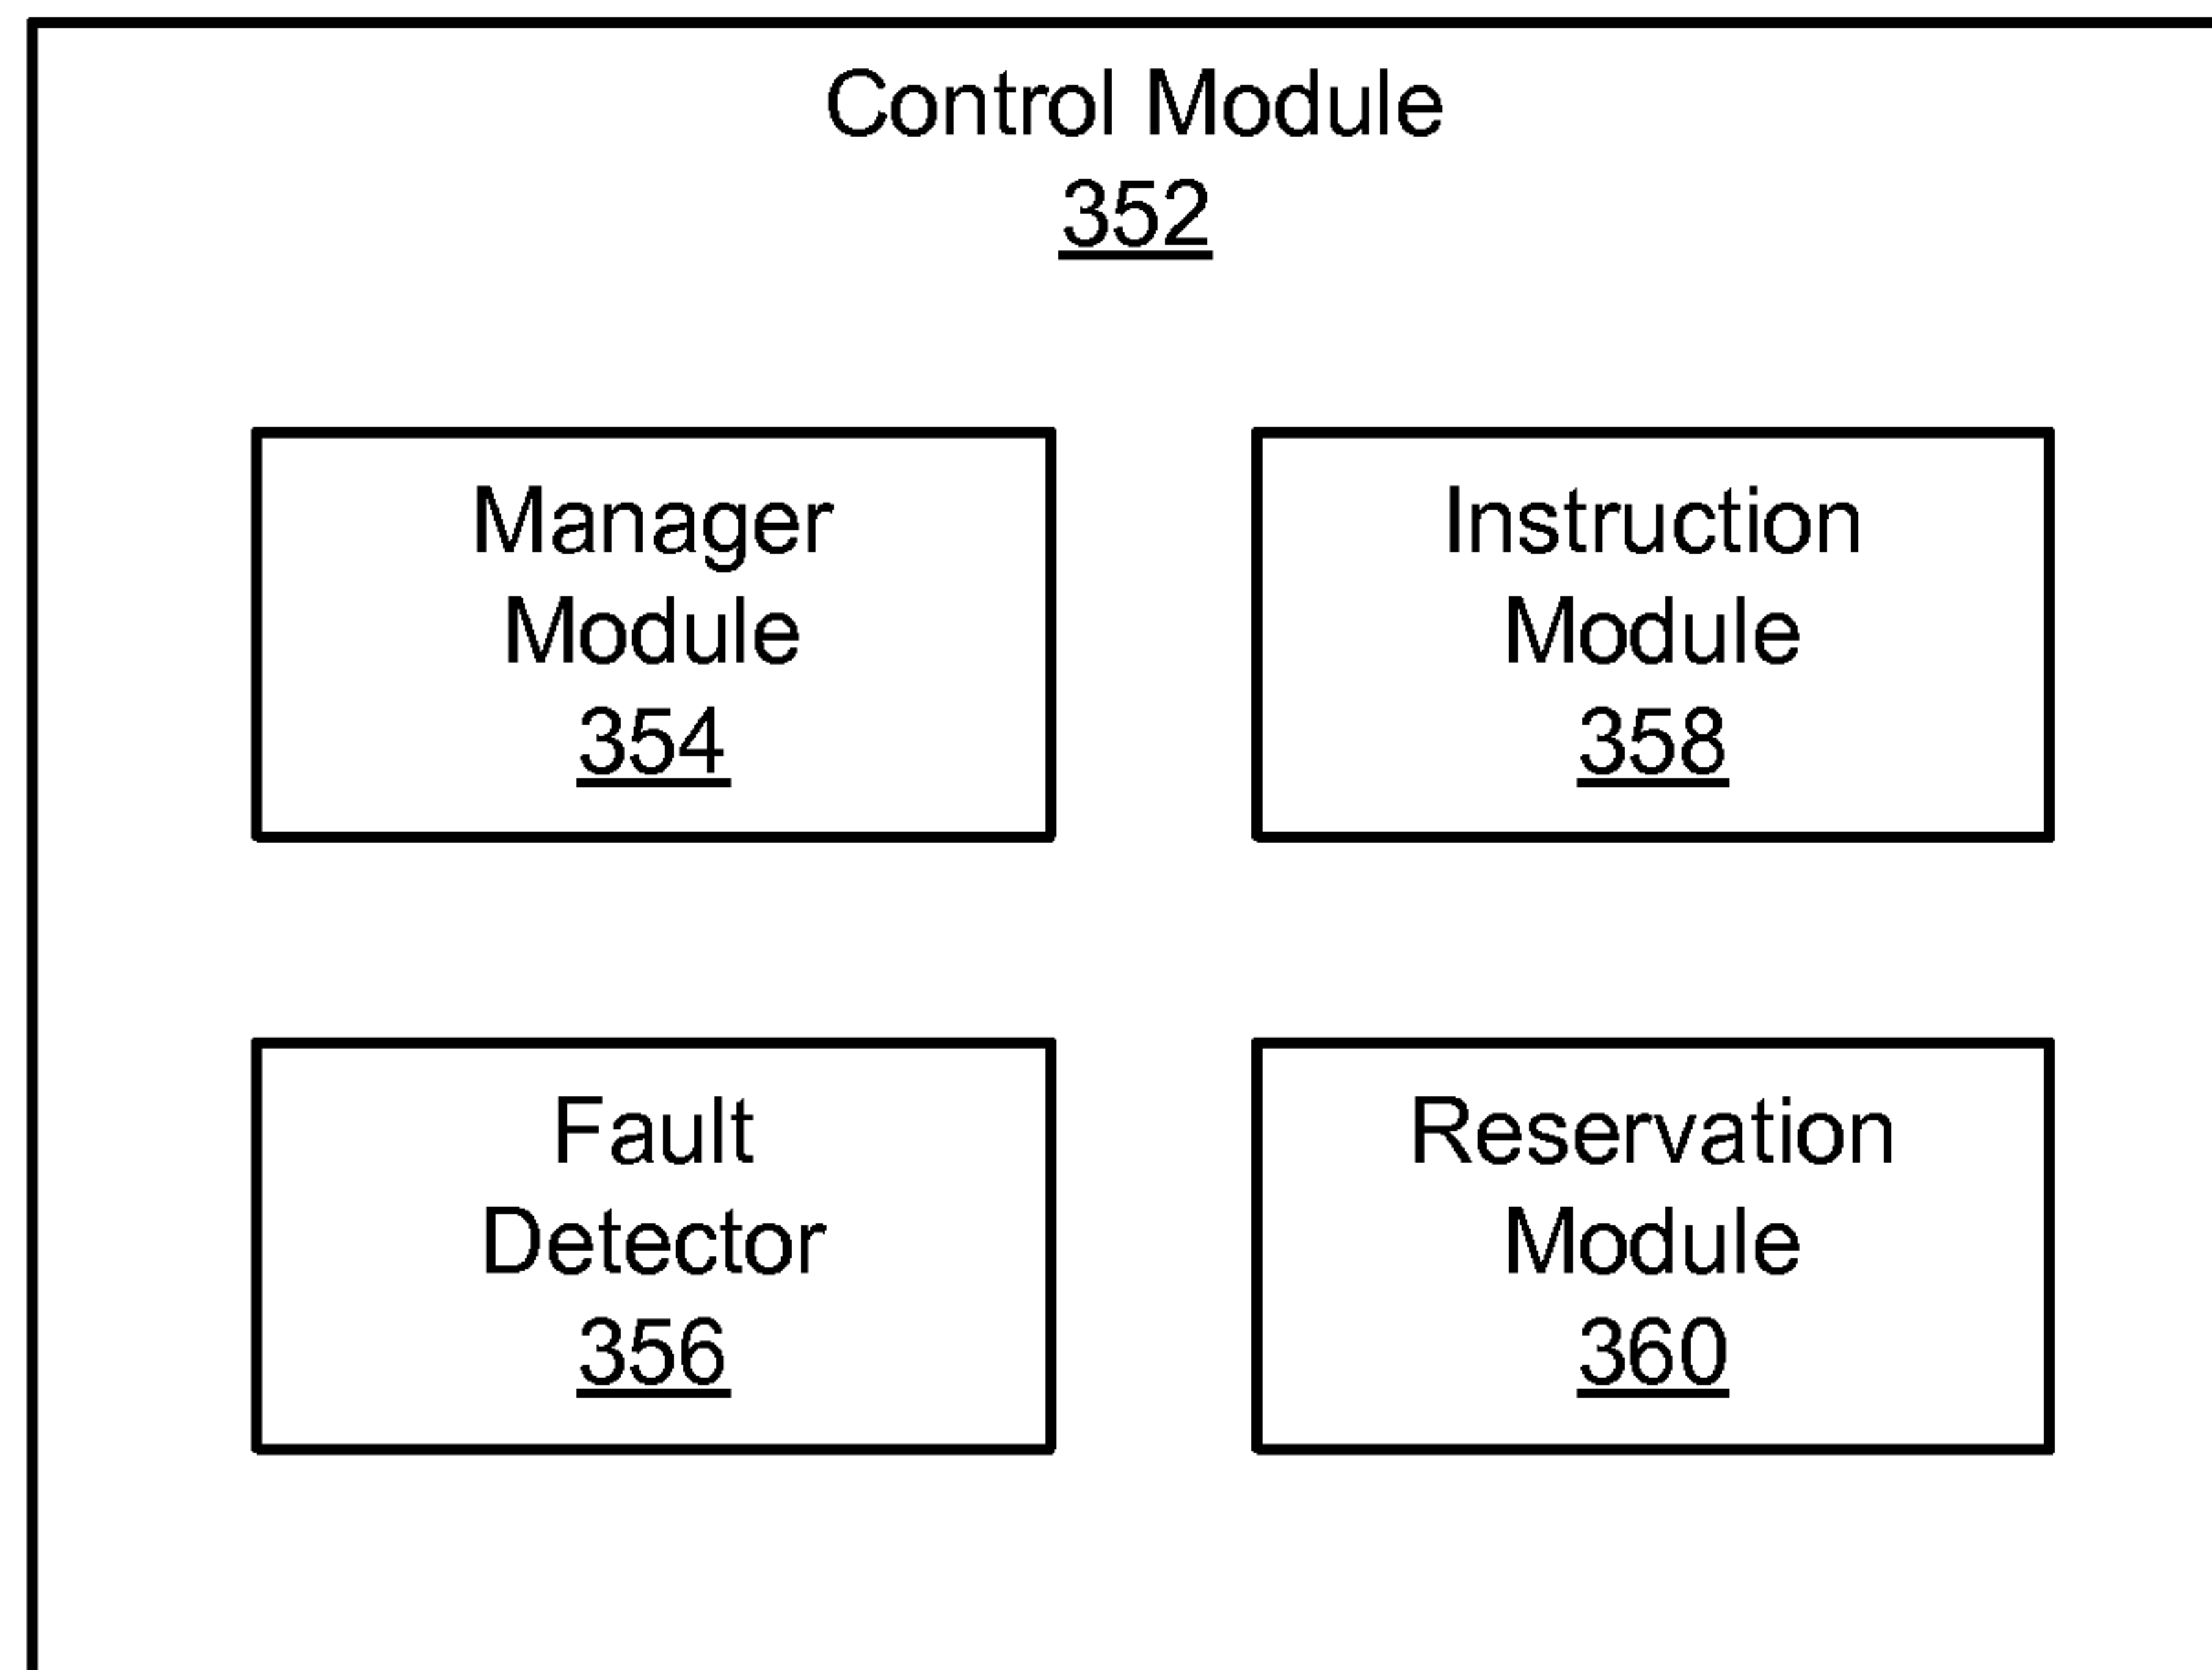 Control Module
352
Manager
Module
354
Instruction
Module
358
Fault
Detector
356
Reservation
Module
360